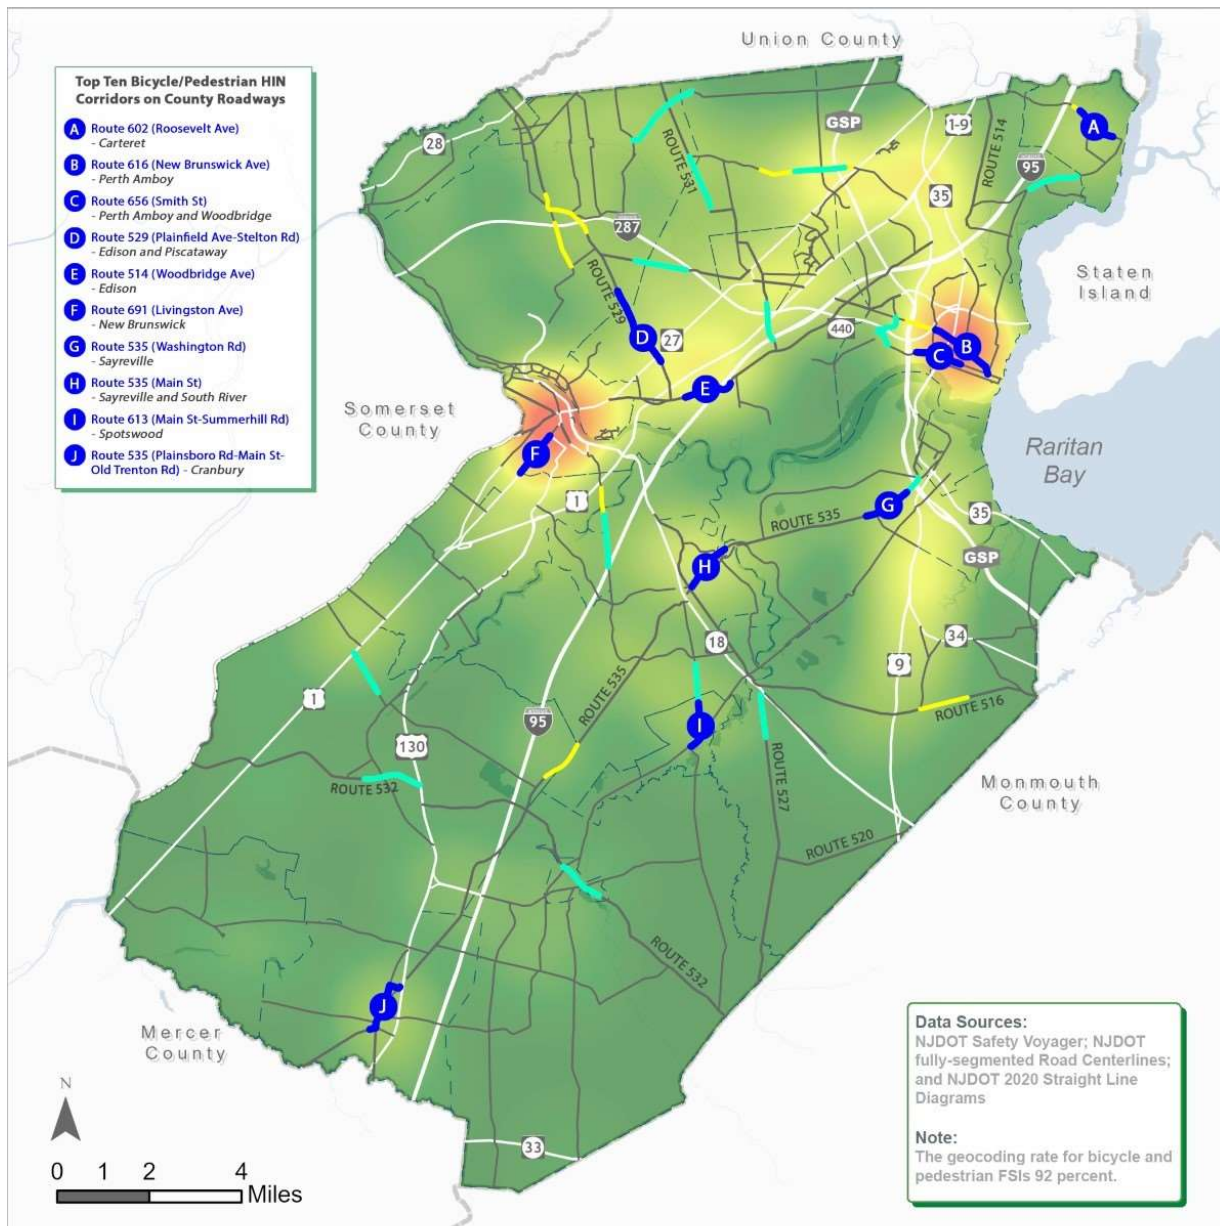 Union County
Top Ten Bicycle/Pedestrian HIN
Corridors on County Roadways
A Route 602 (Roosevelt Ave)
- Carteret
B Route 616 (New Brunswick Ave)
- Perth Amboy
C Route 656 (Smith St)
- Perth Amboy and Woodbridge
D Route 529 (Plainfield Ave-Stelton Rd)
- Edison and Piscataway
E Route 514 (Woodbridge Ave)
- Edison
F Route 691 (Livingston Ave)
- New Brunswick
G Route 535 (Washington Rd)
- Sayreville
H Route 535 (Main St)
- Sayreville and South River
I Route 613 (Main St-Summerhill Rd)
- Spotswood
J Route 535 (Plainsboro Rd-Main St-
Old Trenton Rd) - Cranbury
GSP
1-9
A
28
ROUTE 514
ROUTE 531
95
35
287
Staten
Island
ROUTE 529
D
27
440
B
C
E
Somerset
County
Raritan
Bay
F
1
G
35
ROUTE 535
GSP
H
18
34
9
ROUTE 535
1
95
I
ROUTE 516
130
ROUTE 532
ROUTE 527
Monmouth
County
ROUTE 520
ROUTE 532
J
Mercer
County
33
N
0 1 2 4
Miles
Data Sources:
NJDOT Safety Voyager; NJDOT
fully-segmented Road Centerlines;
and NJDOT 2020 Straight Line
Diagrams
Note:
The geocoding rate for bicycle and
pedestrian FSIs 92 percent.